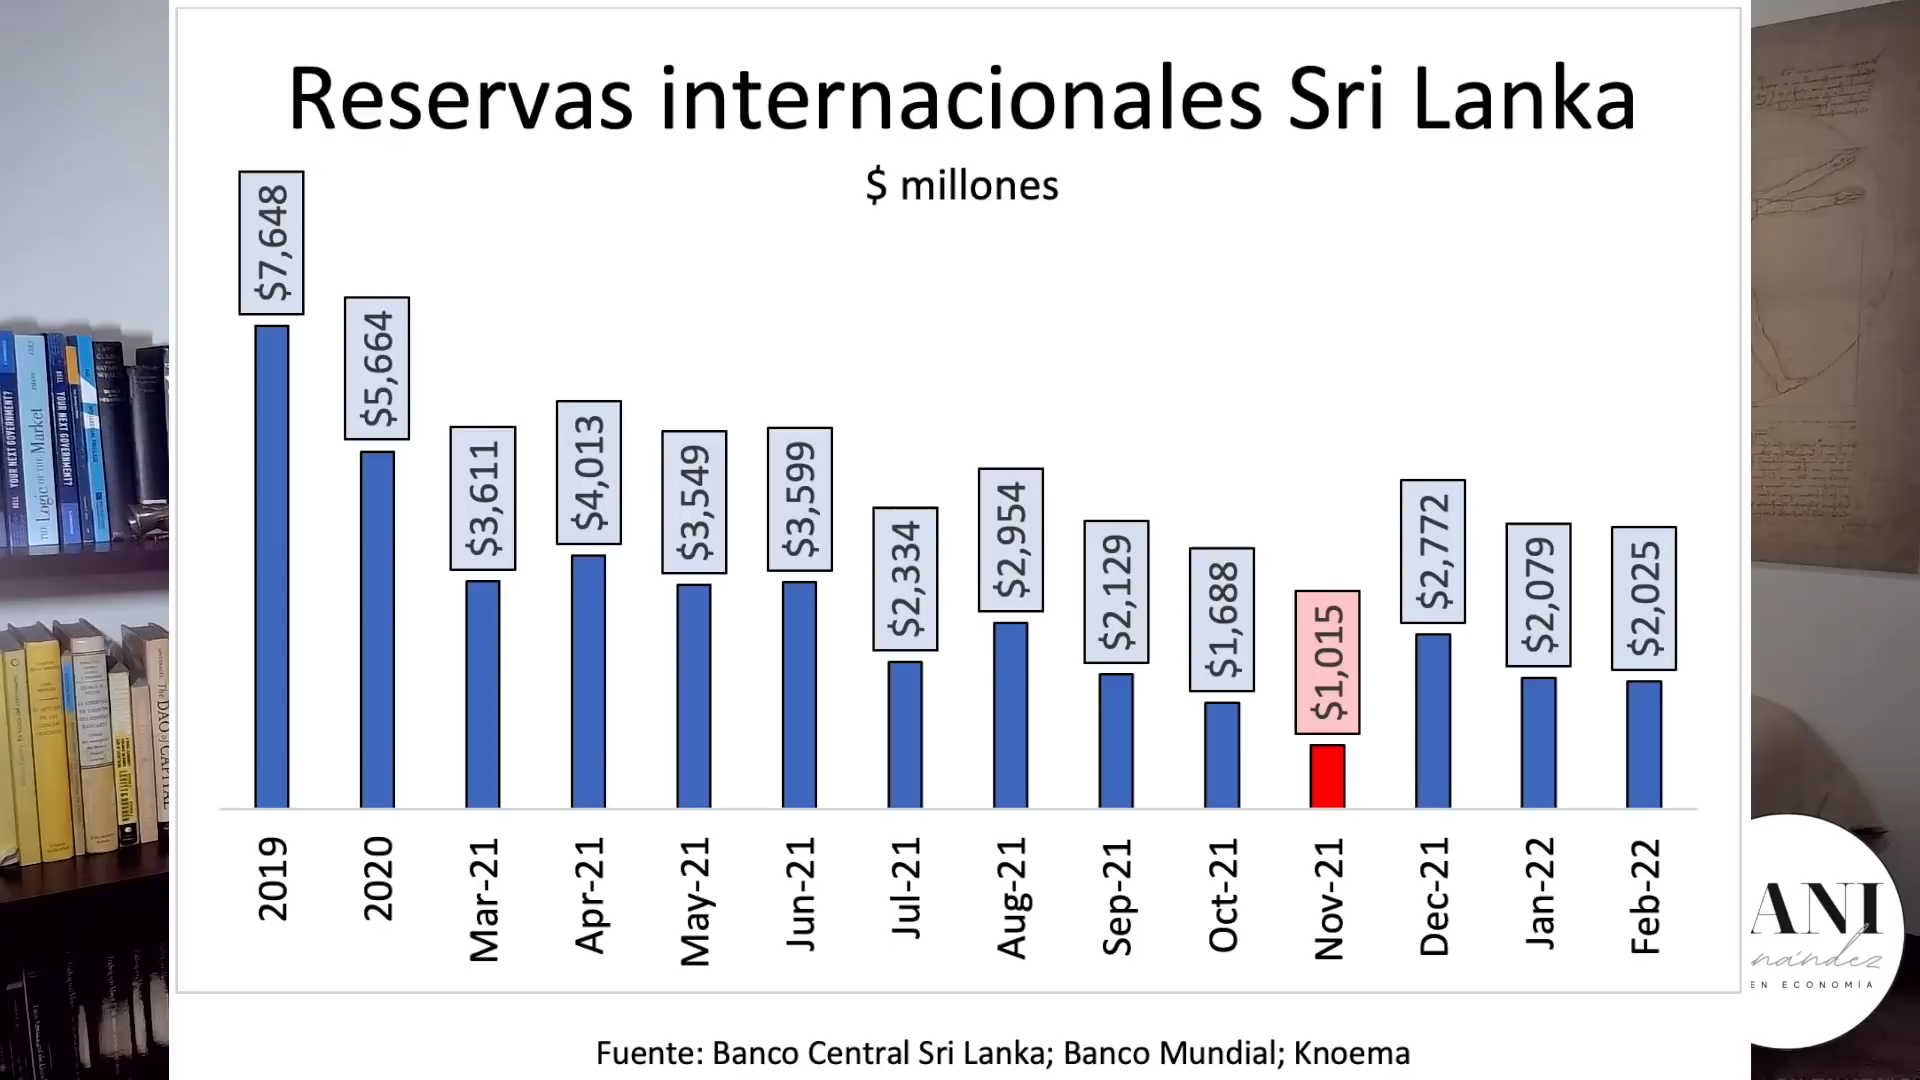 Reservas internacionales Sri Lanka
$ millones
$7,648
$5,664
$3,611
$4,013
$3,549
$3,599
$2,334
$2,954
$2,129
$1,688
$1,015
$2,772
$2,079
$2,025
2019
2020
Mar-21
Apr-21
May-21
Jun-21
Jul-21
Aug-21
Sep-21
Oct-21
Nov-21
Dec-21
Jan-22
Feb-22
Fuente: Banco Central Sri Lanka; Banco Mundial; Knoema
YOUR NEXT GOVERNMENT?
THE Logic OF THE Market
BELL YOUR NEXT GOVERNMENT?
The DAO of CAPITAL
ANI
nández
EN ECONOMÍA